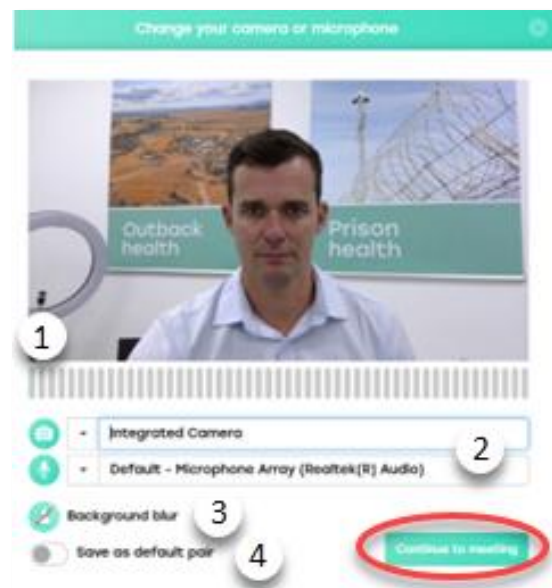 Change your camera or microphone
Outback
health
Prison
health
1
Integrated Camera
2
Default - Microphone Array (Realtek(R) Audio)
Background blur
3
Save as default pair
4
Continue to meeting